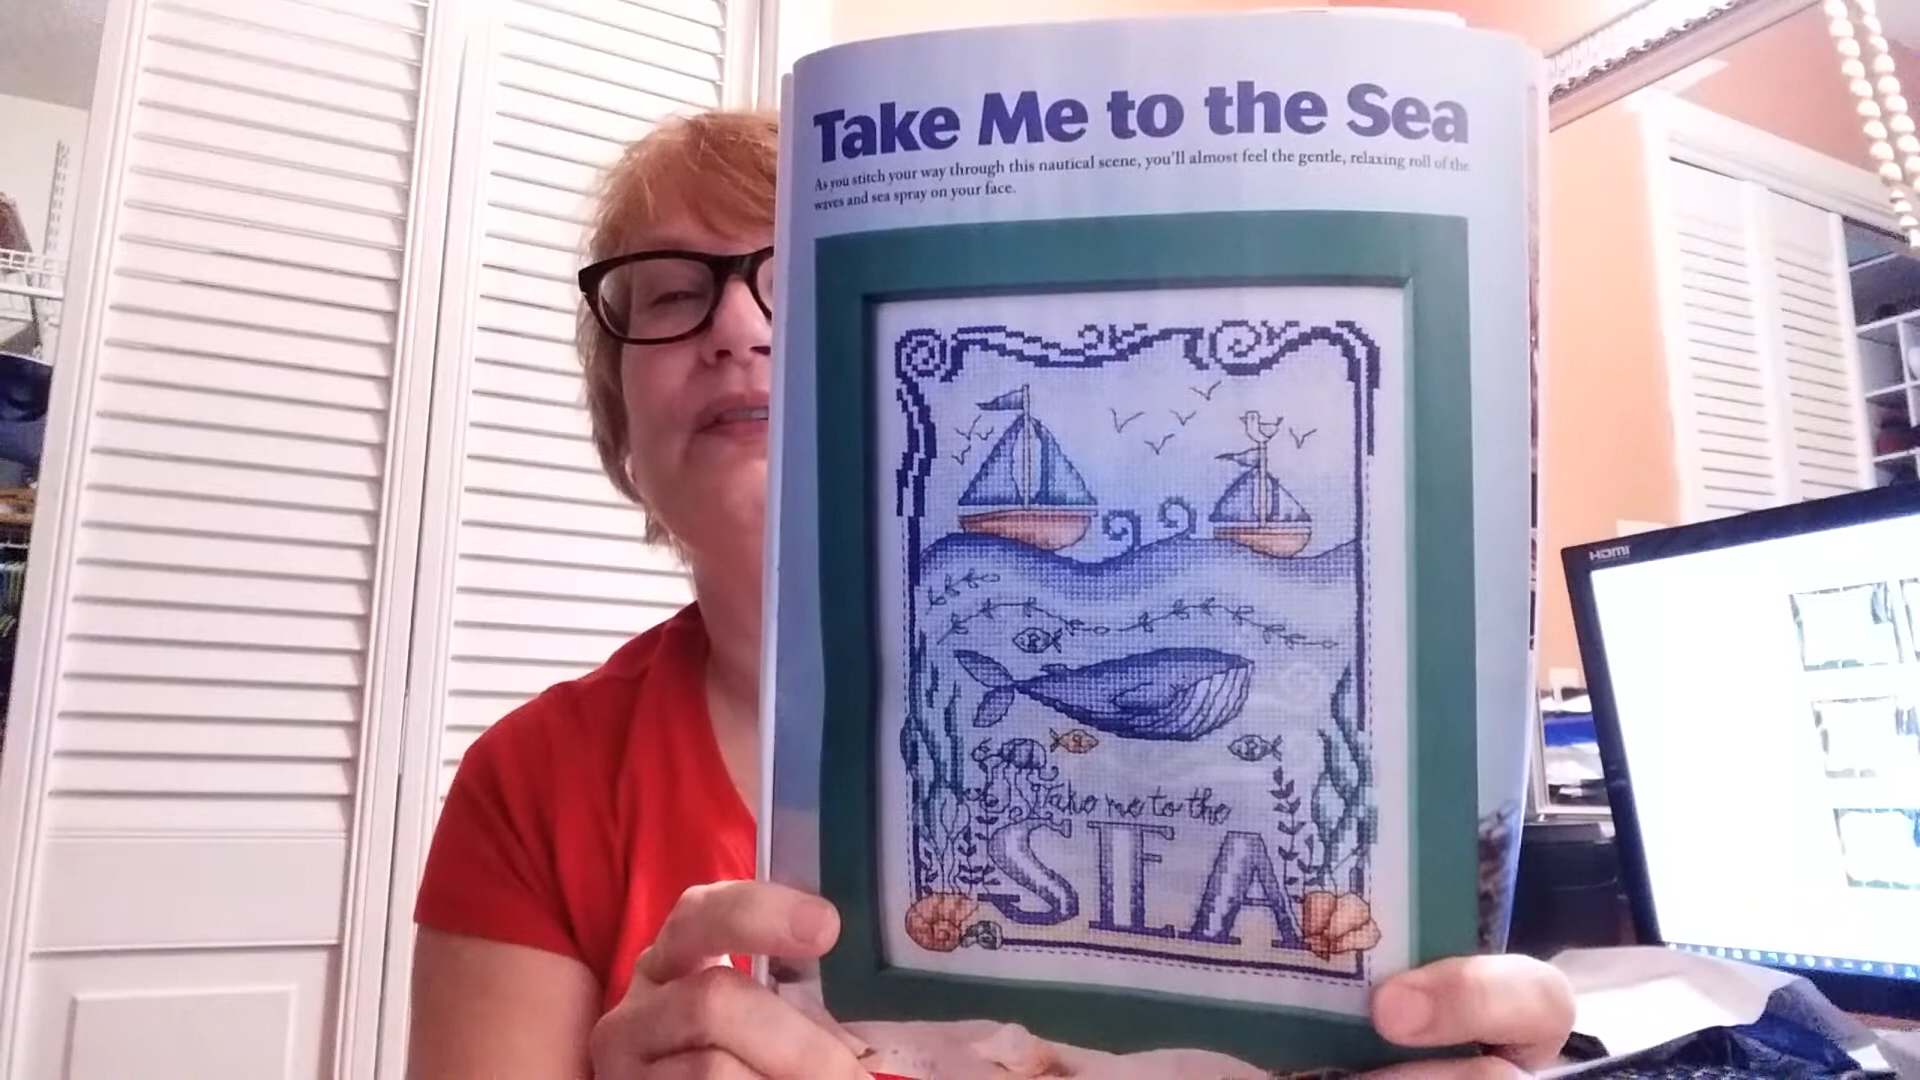 Take Me to the Sea
As you stitch your way through this nautical scene, you'll almost feel the gentle, relaxing roll of the
waves and sea spray on your face.
Take me to the
SEA
HDMI